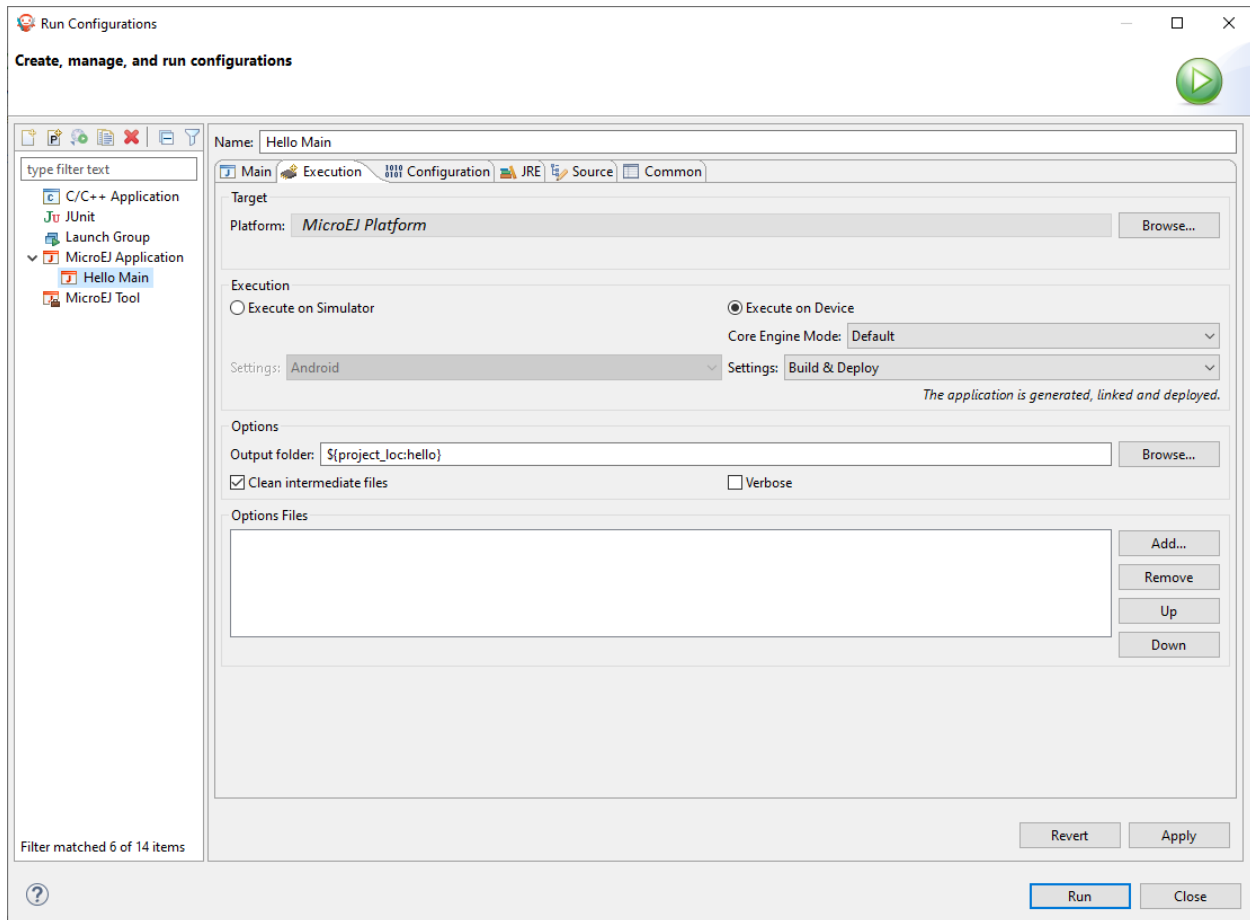 Run Configurations
Create, manage, and run configurations
type filter text
C/C++ Application
JUnit
Launch Group
MicroEJ Application
Hello Main
MicroEJ Tool
Filter matched 6 of 14 items
Name: Hello Main
Main Execution Configuration JRE Source Common
Target
Platform: MicroEJ Platform Browse...
Execution
Execute on Simulator Execute on Device
Core Engine Mode: Default
Settings: Android Settings: Build & Deploy
The application is generated, linked and deployed.
Options
Output folder: ${project_loc:hello} Browse...
Clean intermediate files Verbose
Options Files
Add...
Remove
Up
Down
Revert Apply
Run Close